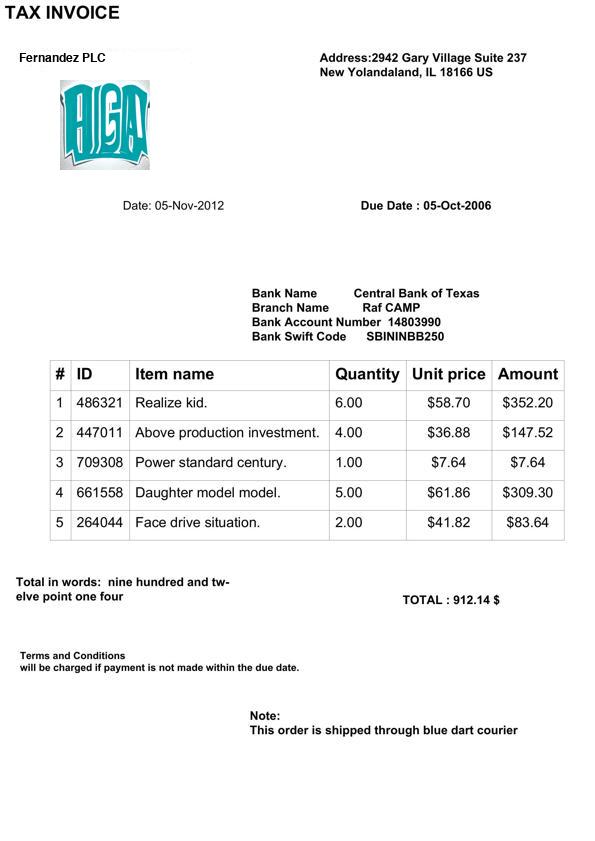 TAX INVOICE
Fernandez PLC
Address:2942 Gary Village Suite 237
New Yolandaland, IL 18166 US
HGA
Date: 05-Nov-2012
Due Date : 05-Oct-2006
Bank Name Central Bank of Texas
Branch Name Raf CAMP
Bank Account Number 14803990
Bank Swift Code SBININBB250
# ID Item name Quantity Unit price Amount
1 486321 Realize kid. 6.00 $58.70 $352.20
2 447011 Above production investment. 4.00 $36.88 $147.52
3 709308 Power standard century. 1.00 $7.64 $7.64
4 661558 Daughter model model. 5.00 $61.86 $309.30
5 264044 Face drive situation. 2.00 $41.82 $83.64
Total in words: nine hundred and tw-
elve point one four
TOTAL : 912.14 $
Terms and Conditions
will be charged if payment is not made within the due date.
Note:
This order is shipped through blue dart courier